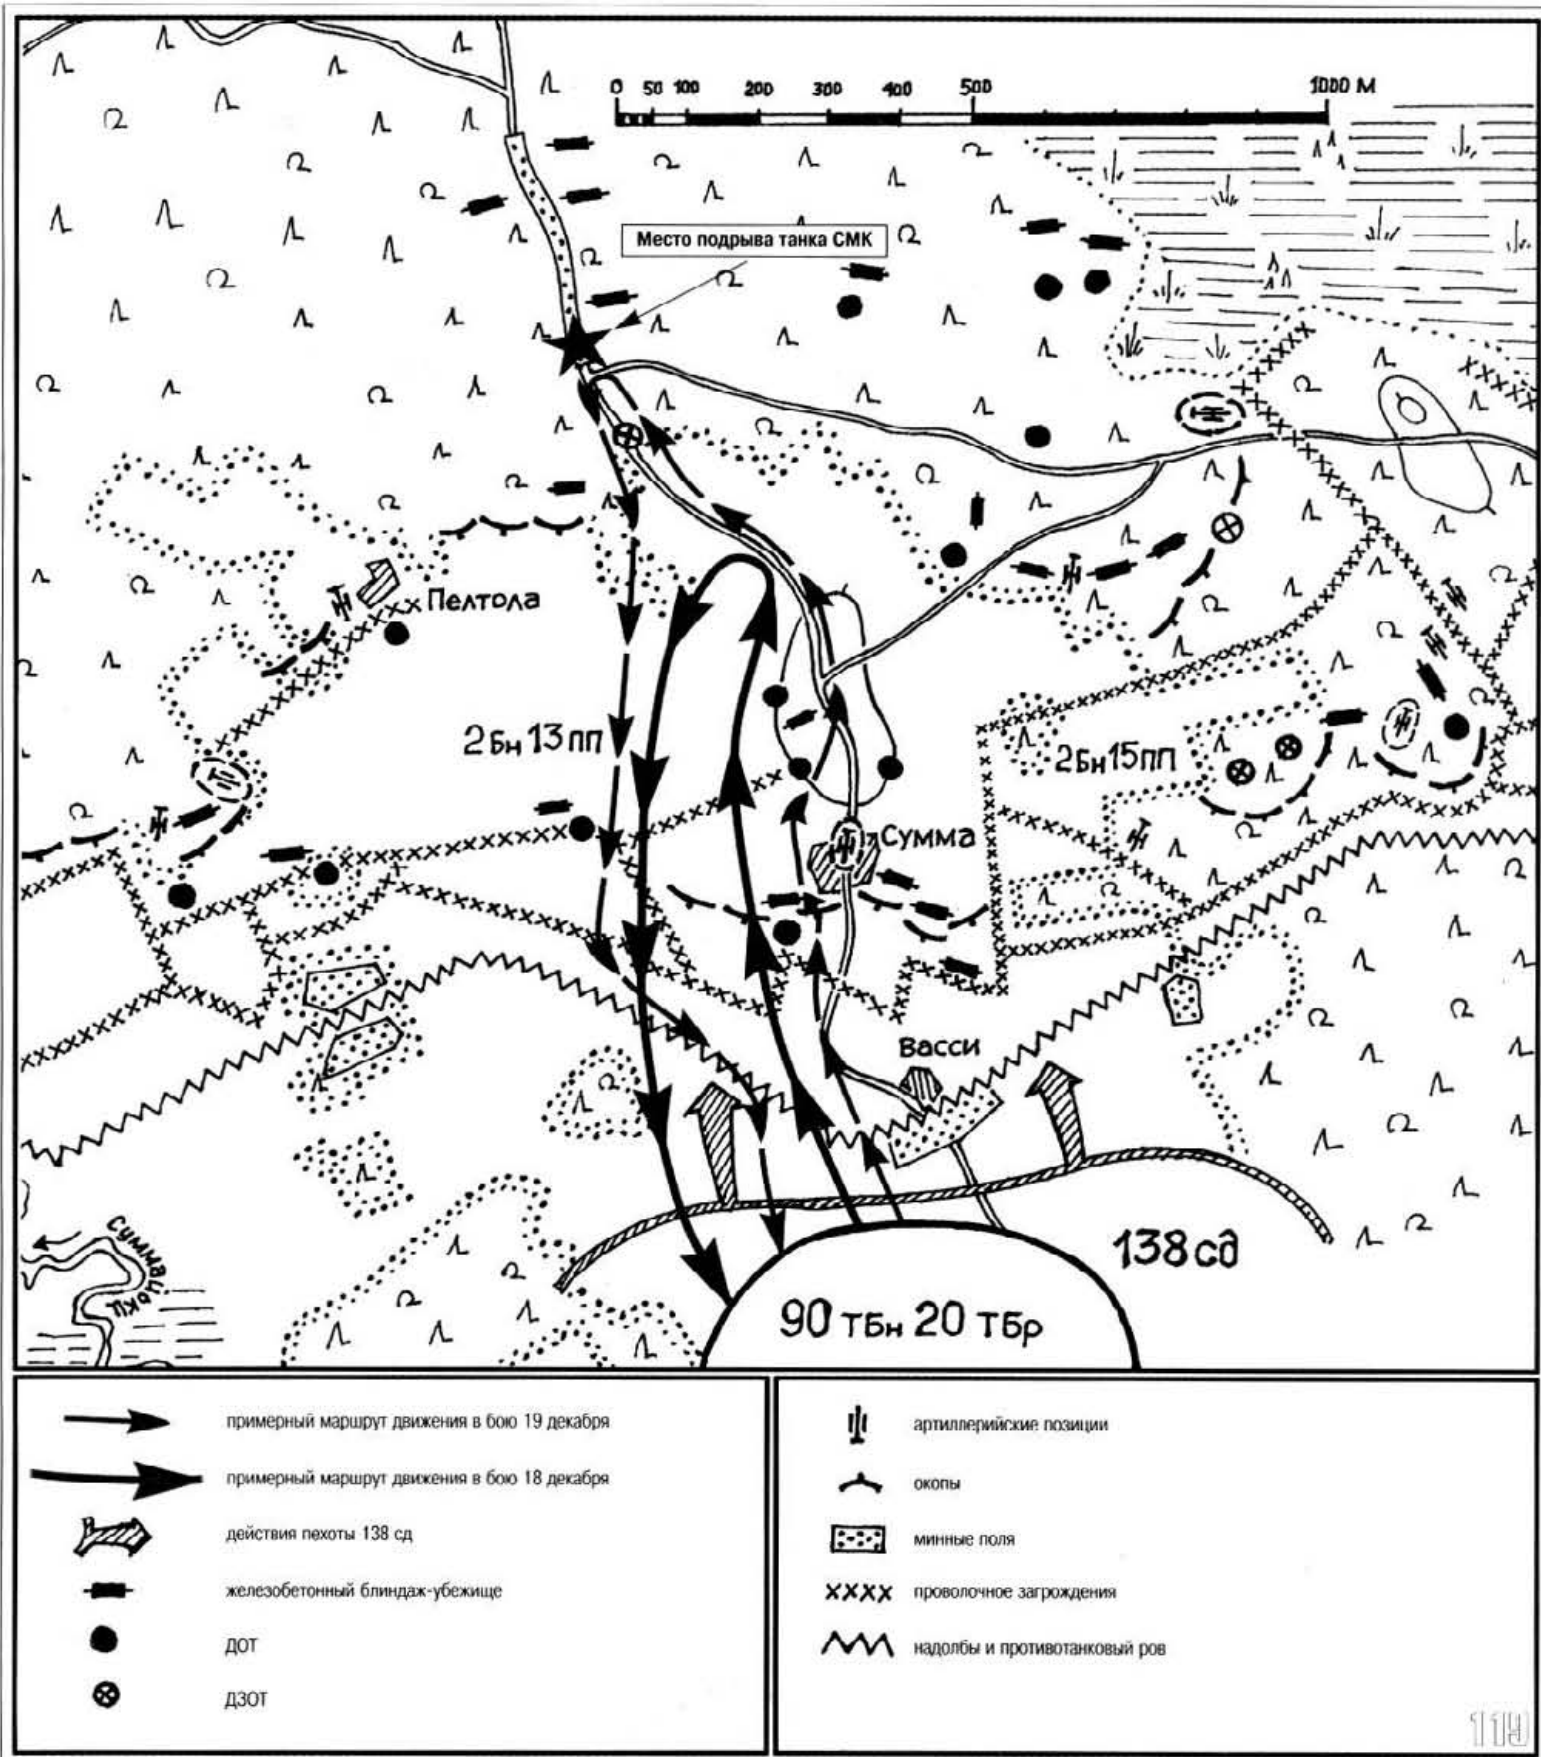 0 50 100 200 300 400 500 1000 М
Место подрыва танка СМК
Пелтола
2 Бн 13 ПП
2 Бн 15 ПП
Сумма
Васси
138 сд
Суммайоки
90 ТБн 20 ТБр
примерный маршрут движения в бою 19 декабря
примерный маршрут движения в бою 18 декабря
действия пехоты 138 сд
железобетонный блиндаж-убежище
ДОТ
ДЗОТ
артиллерийские позиции
окопы
минные поля
проволочное заграждения
надолбы и противотанковый ров
119